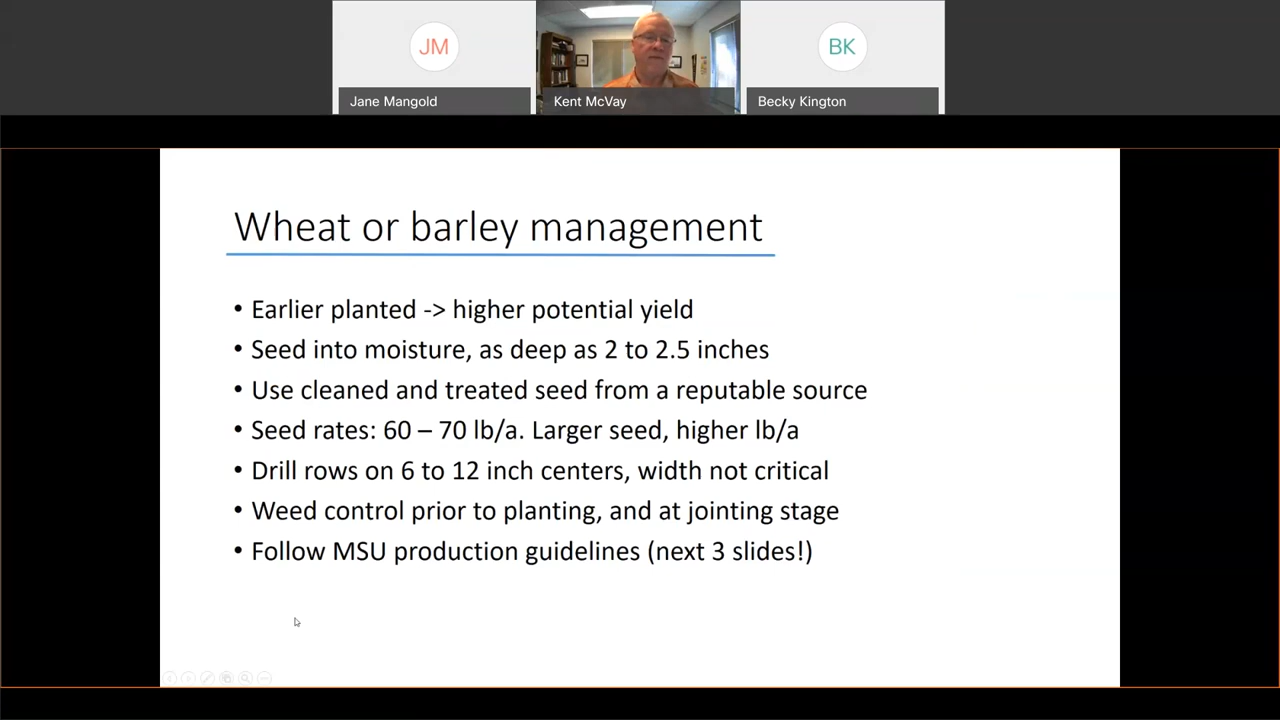 JM
BK
Jane Mangold
Kent McVay
Becky Kington
Wheat or barley management
• Earlier planted -> higher potential yield
• Seed into moisture, as deep as 2 to 2.5 inches
• Use cleaned and treated seed from a reputable source
• Seed rates: 60 – 70 lb/a. Larger seed, higher lb/a
• Drill rows on 6 to 12 inch centers, width not critical
• Weed control prior to planting, and at jointing stage
• Follow MSU production guidelines (next 3 slides!)